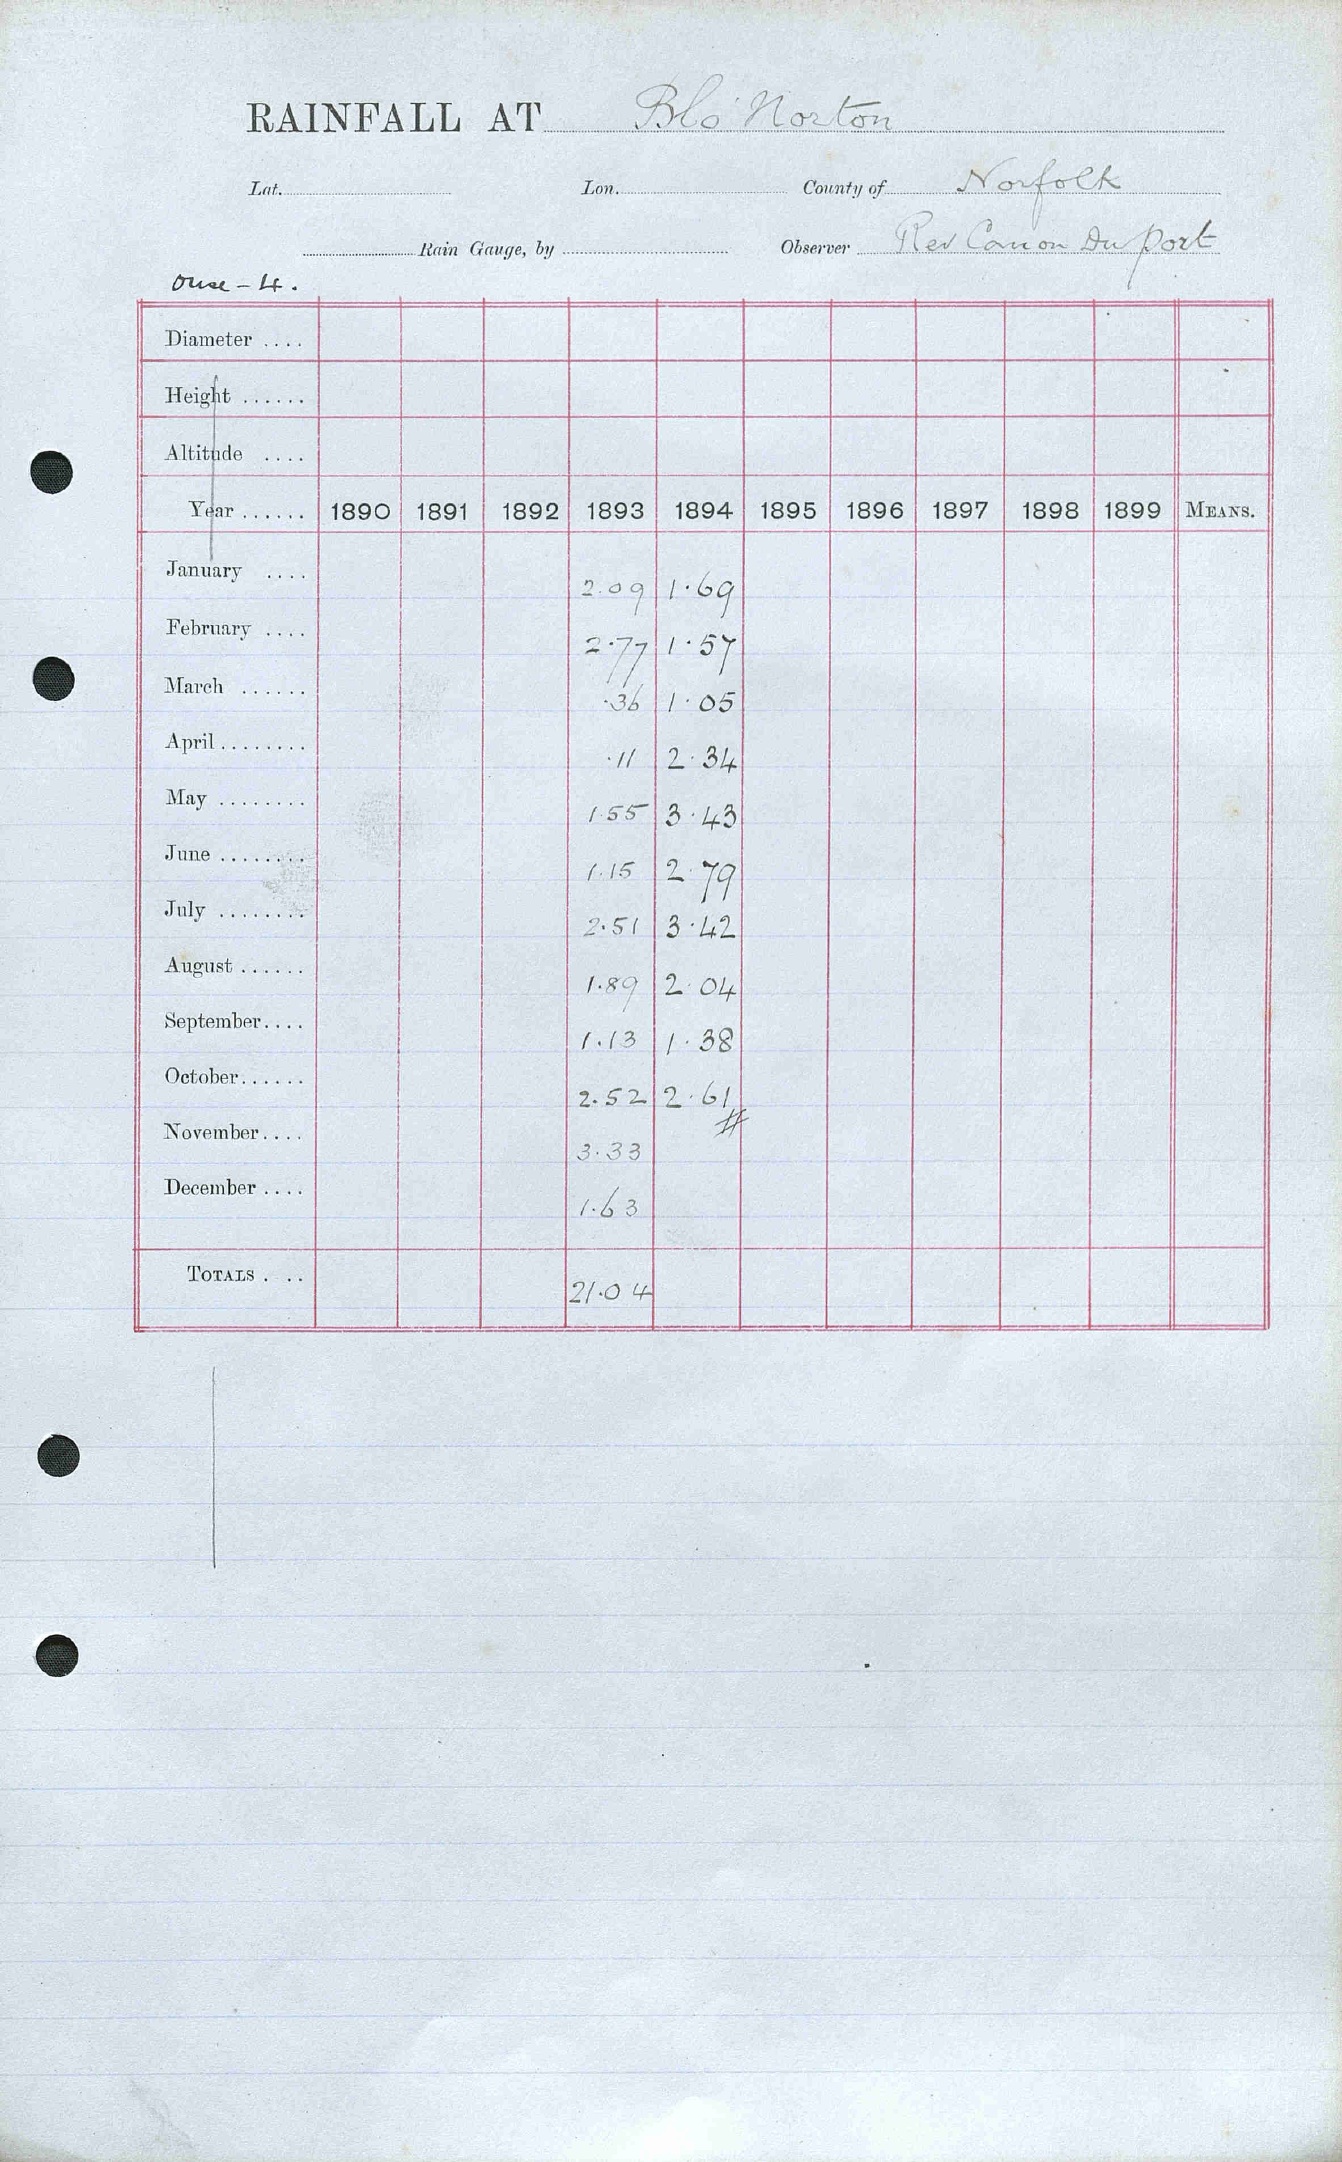 RAINFALL AT Blo' Norton
Lat. Lon. County of Norfolk
Rain Gauge, by Observer Rev Canon Du Port
Ouse - 4.
Diameter ....
Height ......
Altitude ....
Year ...... 1890 1891 1892 1893 1894 1895 1896 1897 1898 1899 MEANS.
January .... 2.09 1.69
February .... 2.77 1.57
March ...... .36 1.05
April ........ .11 2.34
May ........ 1.55 3.43
June ........ 1.15 2.79
July ........ 2.51 3.42
August ...... 1.89 2.04
September .... 1.13 1.38
October ...... 2.52 2.61
#
November .... 3.33
December .... 1.63
TOTALS . .. 21.04